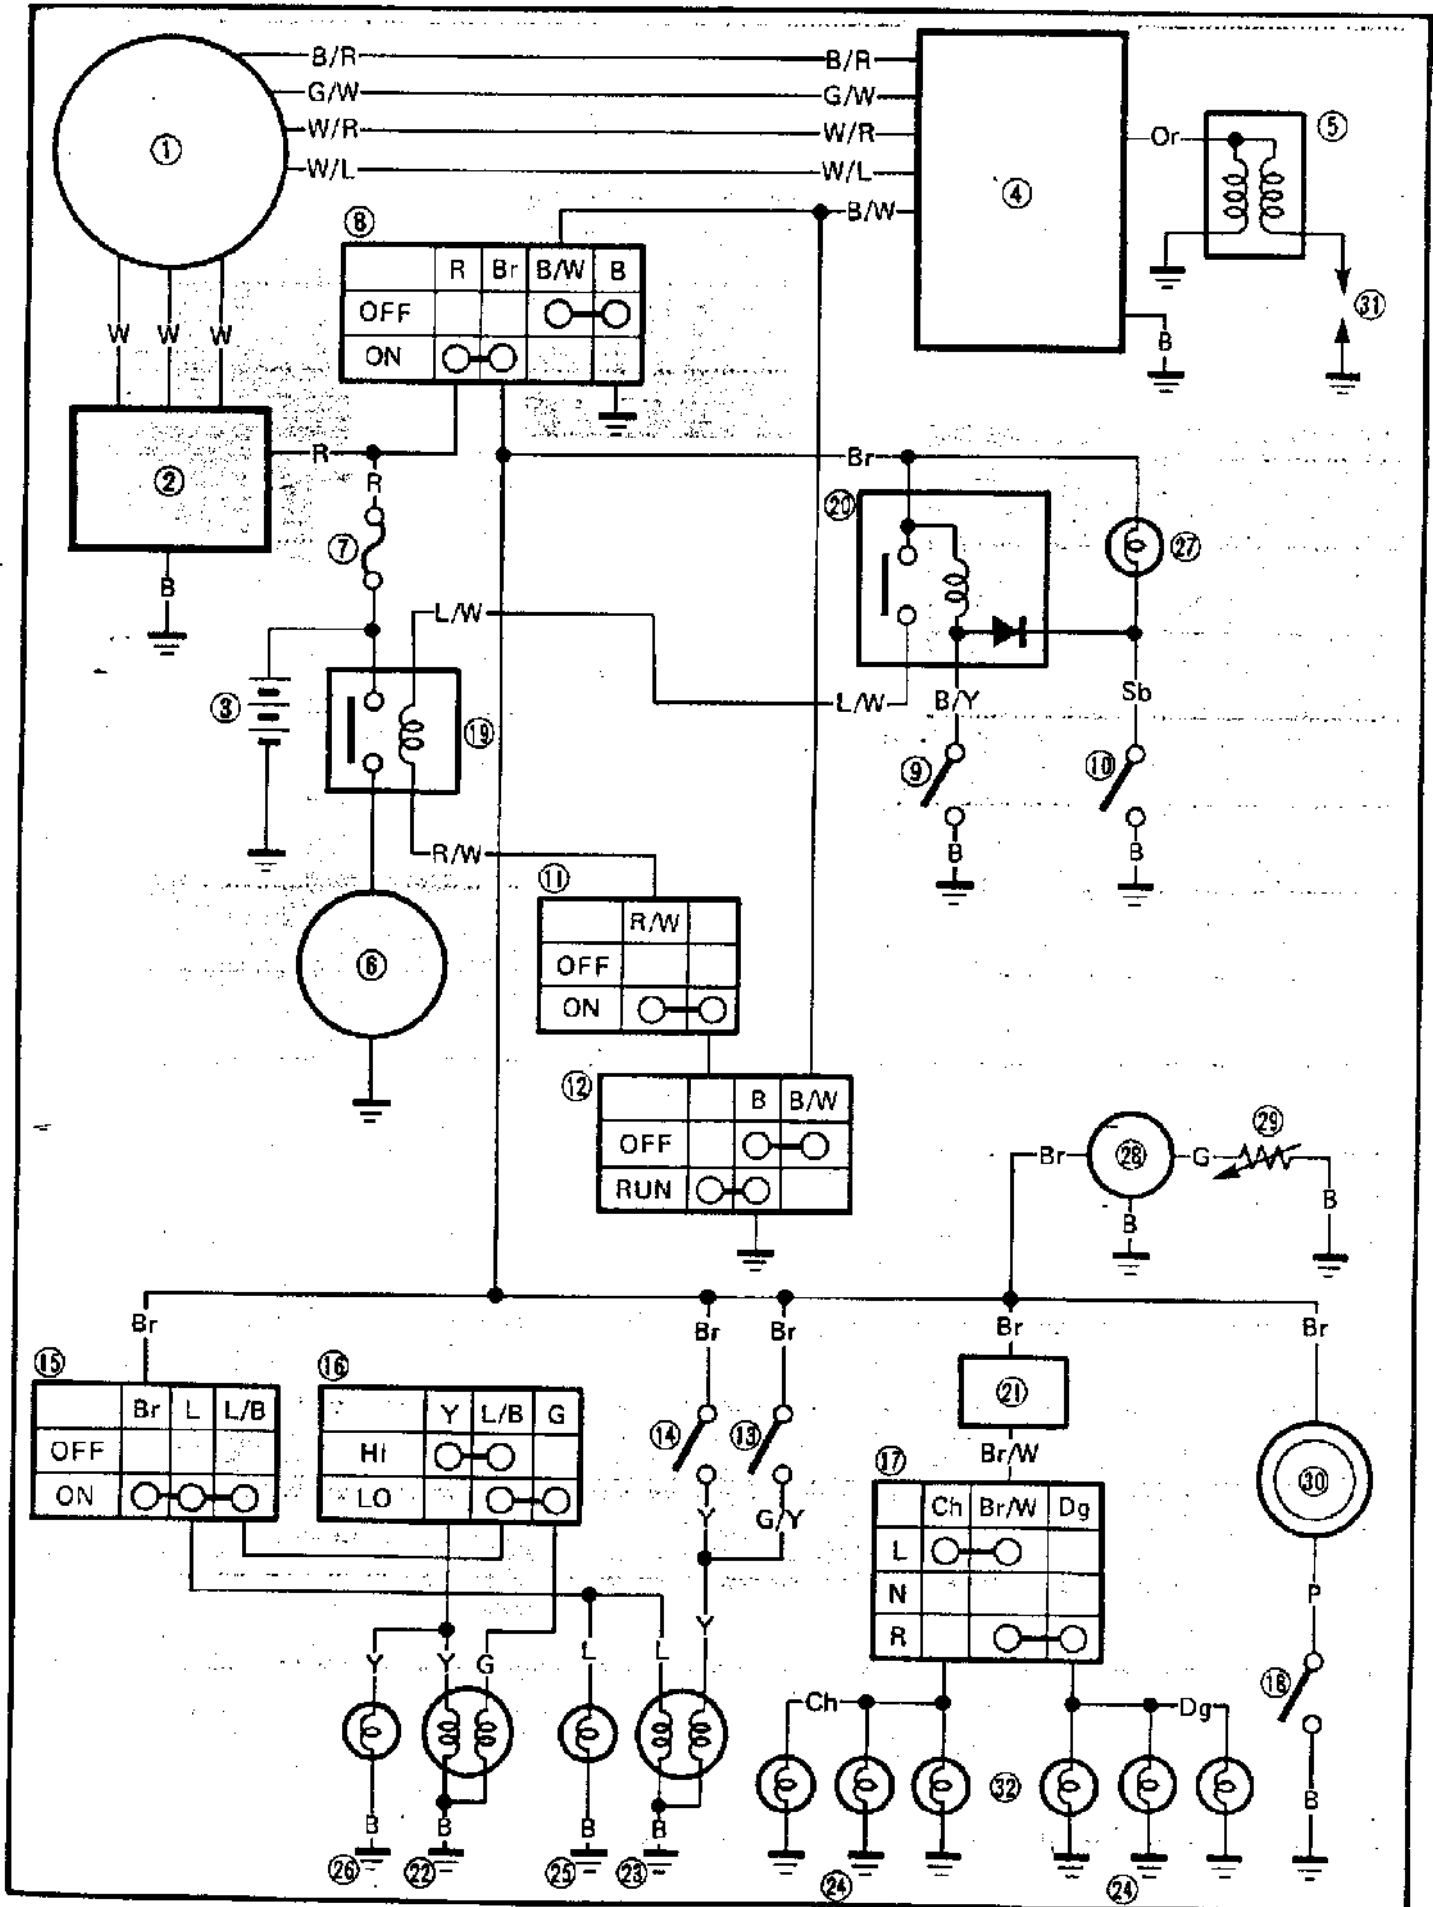 B/R B/R
G/W G/W
W/R W/R
W/L W/L
① ④ Or ⑤
⑧ B/W
R Br B/W B
OFF
ON
㉛
W W W
B
R
R
②
Br
⑳
⑦
㉗
B
L/W
③
⑲
L/W B/Y Sb
⑨ ⑩
R/W
B B
⑪
R/W
OFF
ON
⑥
⑫
B B/W
OFF
RUN
Br ㉘ G ㉙
B B
Br Br Br Br Br
⑮
Br L L/B
OFF
ON
⑯
Y L/B G
HI
LO
⑭ ⑬
Y G/Y
㉑
Br/W
⑰
Ch Br/W Dg
L
N
R
㉚
P
Y
Y Y G L L
⑱
Ch Dg
㉜
B B B B B
㉖ ㉒ ㉕ ㉓ ㉔ ㉔